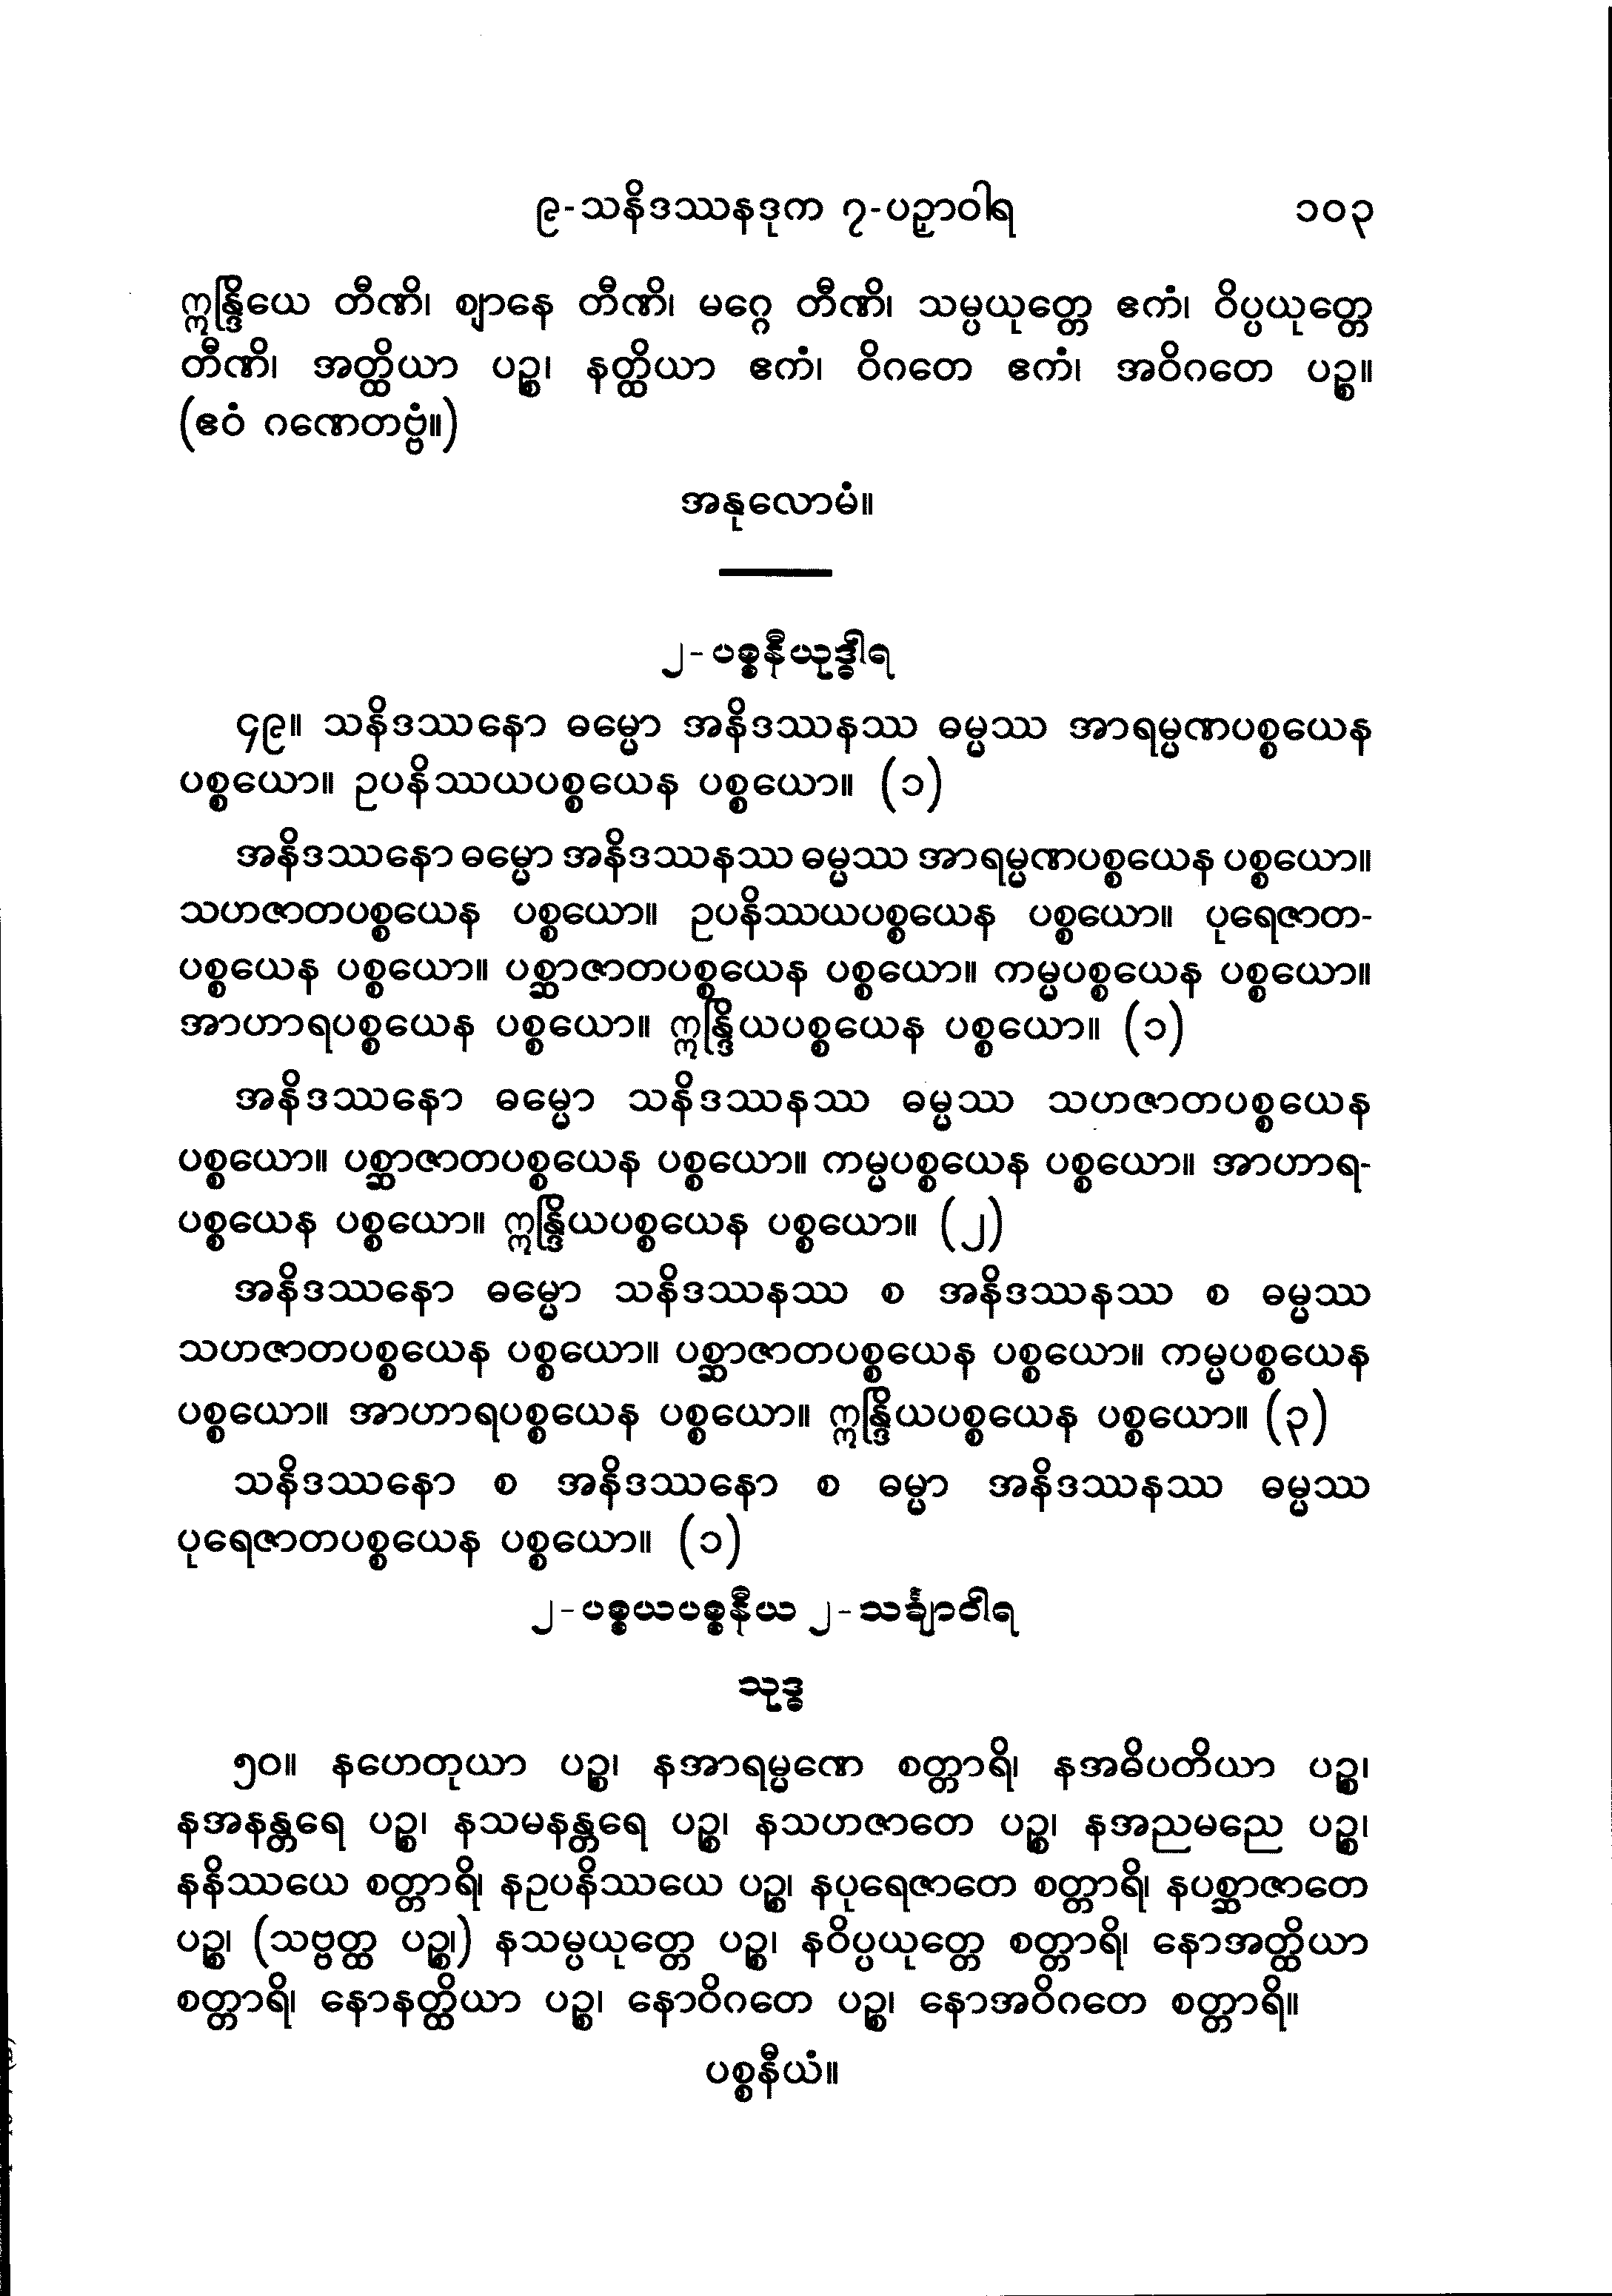 ၉-သနိဒဿနဒုက ၇-ပဉှာဝါရ ၁၀၃
ဣန္ဒြိယေ တီဏိ၊ ဈာနေ တီဏိ၊ မဂ္ဂေ တီဏိ၊ သမ္ပယုတ္တေ ဧကံ၊ ဝိပ္ပယုတ္တေ
တီဏိ၊ အတ္ထိယာ ပဉ္စ၊ နတ္ထိယာ ဧကံ၊ ဝိဂတေ ဧကံ၊ အဝိဂတေ ပဉ္စ။
(ဧဝံ ဂဏေတဗ္ဗံ။)
အနုလောမံ။
၂-ပစ္စနီယုဒ္ဓါရ
၄၉။ သနိဒဿနော ဓမ္မော အနိဒဿနဿ ဓမ္မဿ အာရမ္မဏပစ္စယေန
ပစ္စယော။ ဥပနိဿယပစ္စယေန ပစ္စယော။ (၁)
အနိဒဿနော ဓမ္မော အနိဒဿနဿ ဓမ္မဿ အာရမ္မဏပစ္စယေန ပစ္စယော။
သဟဇာတပစ္စယေန ပစ္စယော။ ဥပနိဿယပစ္စယေန ပစ္စယော။ ပုရေဇာတ-
ပစ္စယေန ပစ္စယော။ ပစ္ဆာဇာတပစ္စယေန ပစ္စယော။ ကမ္မပစ္စယေန ပစ္စယော။
အာဟာရပစ္စယေန ပစ္စယော။ ဣန္ဒြိယပစ္စယေန ပစ္စယော။ (၁)
အနိဒဿနော ဓမ္မော သနိဒဿနဿ ဓမ္မဿ သဟဇာတပစ္စယေန
ပစ္စယော။ ပစ္ဆာဇာတပစ္စယေန ပစ္စယော။ ကမ္မပစ္စယေန ပစ္စယော။ အာဟာရ-
ပစ္စယေန ပစ္စယော။ ဣန္ဒြိယပစ္စယေန ပစ္စယော။ (၂)
အနိဒဿနော ဓမ္မော သနိဒဿနဿ စ အနိဒဿနဿ စ ဓမ္မဿ
သဟဇာတပစ္စယေန ပစ္စယော။ ပစ္ဆာဇာတပစ္စယေန ပစ္စယော။ ကမ္မပစ္စယေန
ပစ္စယော။ အာဟာရပစ္စယေန ပစ္စယော။ ဣန္ဒြိယပစ္စယေန ပစ္စယော။ (၃)
သနိဒဿနော စ အနိဒဿနော စ ဓမ္မာ အနိဒဿနဿ ဓမ္မဿ
ပုရေဇာတပစ္စယေန ပစ္စယော။ (၁)
၂-ပစ္စယပစ္စနီယ ၂-သင်္ချာဝါရ
သုဒ္ဓ
၅၀။ နဟေတုယာ ပဉ္စ၊ နအာရမ္မဏေ စတ္တာရိ၊ နအဓိပတိယာ ပဉ္စ၊
နအနန္တရေ ပဉ္စ၊ နသမနန္တရေ ပဉ္စ၊ နသဟဇာတေ ပဉ္စ၊ နအညမညေ ပဉ္စ၊
နနိဿယေ စတ္တာရိ၊ နဥပနိဿယေ ပဉ္စ၊ နပုရေဇာတေ စတ္တာရိ၊ နပစ္ဆာဇာတေ
ပဉ္စ၊ (သဗ္ဗတ္ထ ပဉ္စ၊) နသမ္ပယုတ္တေ ပဉ္စ၊ နဝိပ္ပယုတ္တေ စတ္တာရိ၊ နောအတ္ထိယာ
စတ္တာရိ၊ နောနတ္ထိယာ ပဉ္စ၊ နောဝိဂတေ ပဉ္စ၊ နောအဝိဂတေ စတ္တာရိ။
ပစ္စနီယံ။